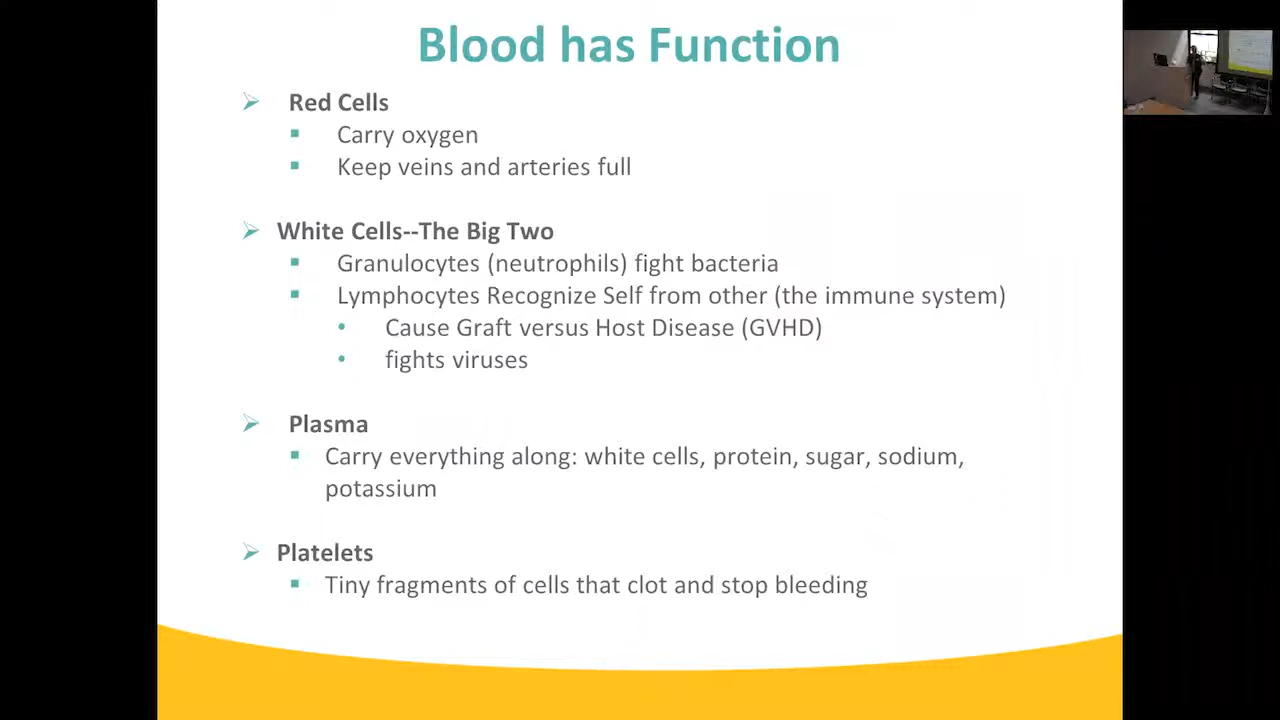 Blood has Function
Red Cells
Carry oxygen
Keep veins and arteries full
White Cells--The Big Two
Granulocytes (neutrophils) fight bacteria
Lymphocytes Recognize Self from other (the immune system)
Cause Graft versus Host Disease (GVHD)
fights viruses
Plasma
Carry everything along: white cells, protein, sugar, sodium,
potassium
Platelets
Tiny fragments of cells that clot and stop bleeding